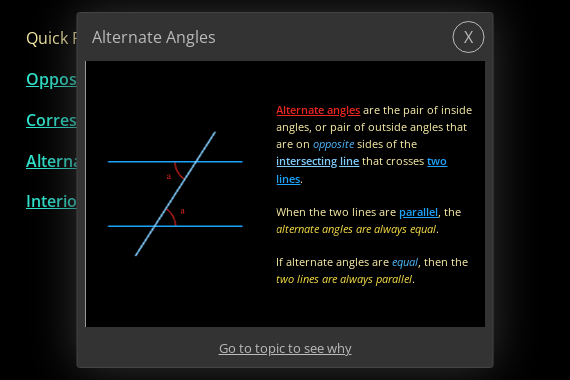 Alternate Angles
X
Quick
Oppos
Corres
Alterna
Interio
a
a
Alternate angles are the pair of inside
angles, or pair of outside angles that
are on opposite sides of the
intersecting line that crosses two
lines.
When the two lines are parallel, the
alternate angles are always equal.
If alternate angles are equal, then the
two lines are always parallel.
Go to topic to see why